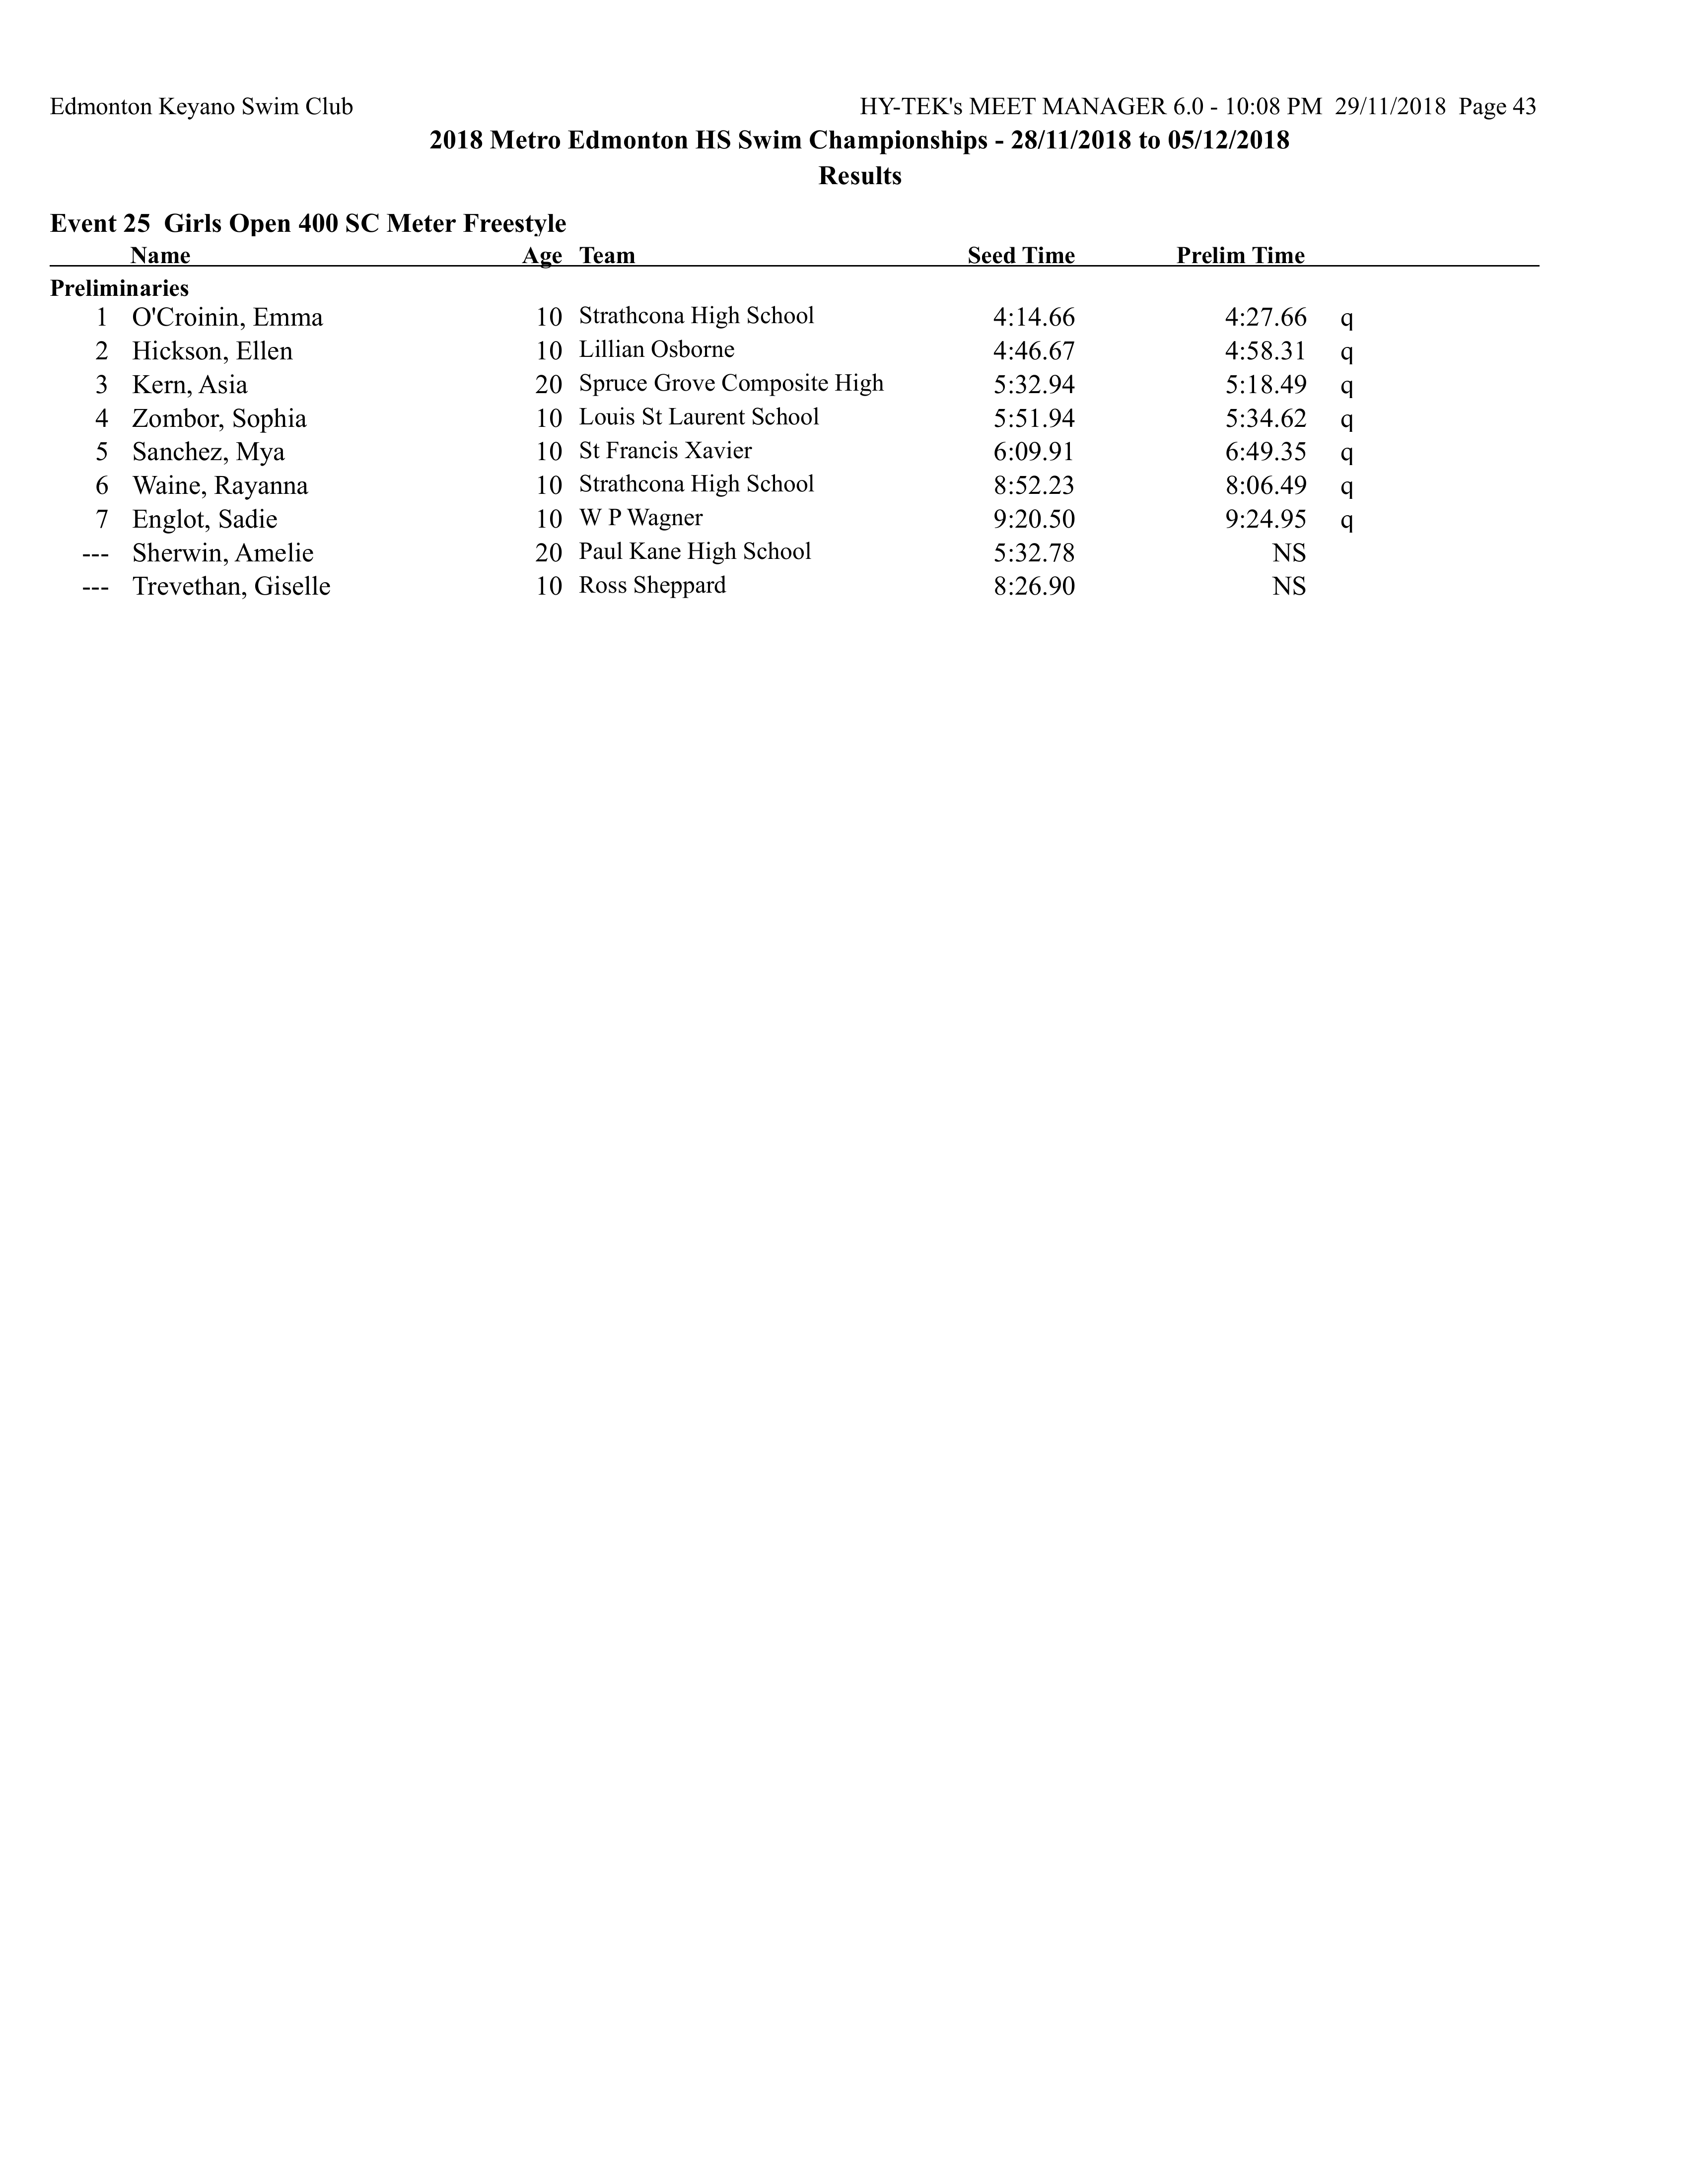 Edmonton Keyano Swim Club HY-TEK's MEET MANAGER 6.0 - 10:08 PM 29/11/2018 Page 43
2018 Metro Edmonton HS Swim Championships - 28/11/2018 to 05/12/2018
Results
Event 25 Girls Open 400 SC Meter Freestyle
Name Age Team Seed Time Prelim Time
Preliminaries
1 O'Croinin, Emma 10 Strathcona High School 4:14.66 4:27.66 q
2 Hickson, Ellen 10 Lillian Osborne 4:46.67 4:58.31 q
3 Kern, Asia 20 Spruce Grove Composite High 5:32.94 5:18.49 q
4 Zombor, Sophia 10 Louis St Laurent School 5:51.94 5:34.62 q
5 Sanchez, Mya 10 St Francis Xavier 6:09.91 6:49.35 q
6 Waine, Rayanna 10 Strathcona High School 8:52.23 8:06.49 q
7 Englot, Sadie 10 W P Wagner 9:20.50 9:24.95 q
--- Sherwin, Amelie 20 Paul Kane High School 5:32.78 NS
--- Trevethan, Giselle 10 Ross Sheppard 8:26.90 NS